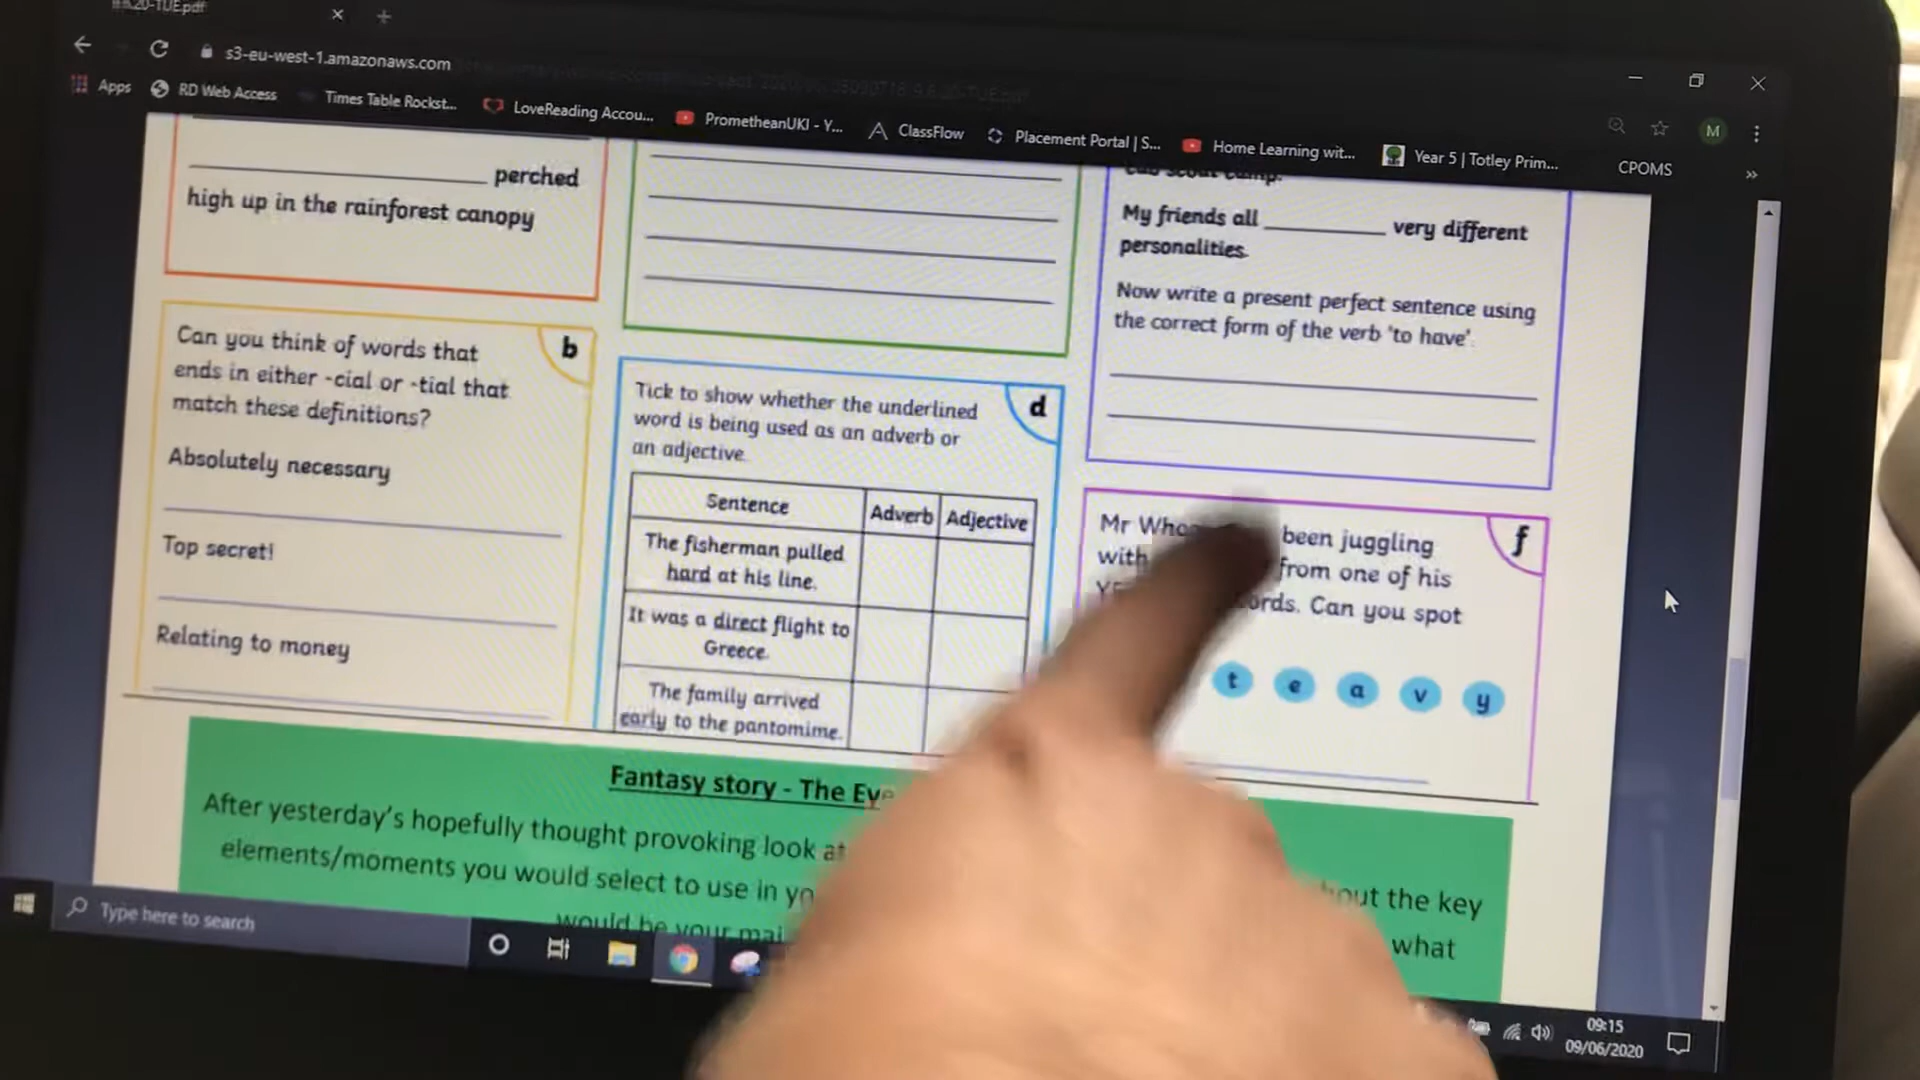 s3-eu-west-1.amazonaws.com
Apps RD Web Access Times Table Rockst... LoveReading Accou... PrometheanUKI - Y... ClassFlow Placement Portal | S... Home Learning wit... Year 5 | Totley Prim... CPOMS »
M
perched
high up in the rainforest canopy
b
Can you think of words that
ends in either -cial or -tial that
match these definitions?
Absolutely necessary
Top secret!
Relating to money
d
Tick to show whether the underlined
word is being used as an adverb or
an adjective.
Sentence Adverb Adjective
The fisherman pulled
hard at his line.
It was a direct flight to
Greece.
The family arrived
early to the pantomime.
cub scout camp.
My friends all very different
personalities.
Now write a present perfect sentence using
the correct form of the verb 'to have'.
f
Mr been juggling
with from one of his
Can you spot
t e a v y
Fantasy story - The
After yesterday's hopefully thought provoking look at
the key
elements/moments you would select to use in
what
would be your
Type here to search
09:15
09/06/2020